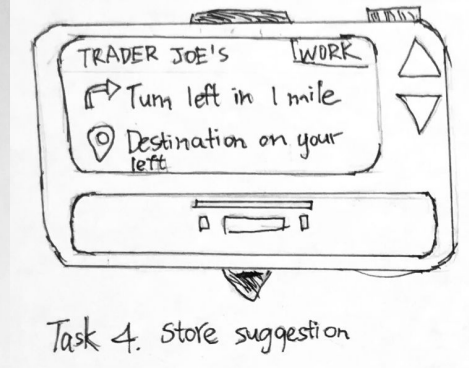 TRADER JOE'S
WORK
Turn left in 1 mile
Destination on your
left
Task 4. Store suggestion